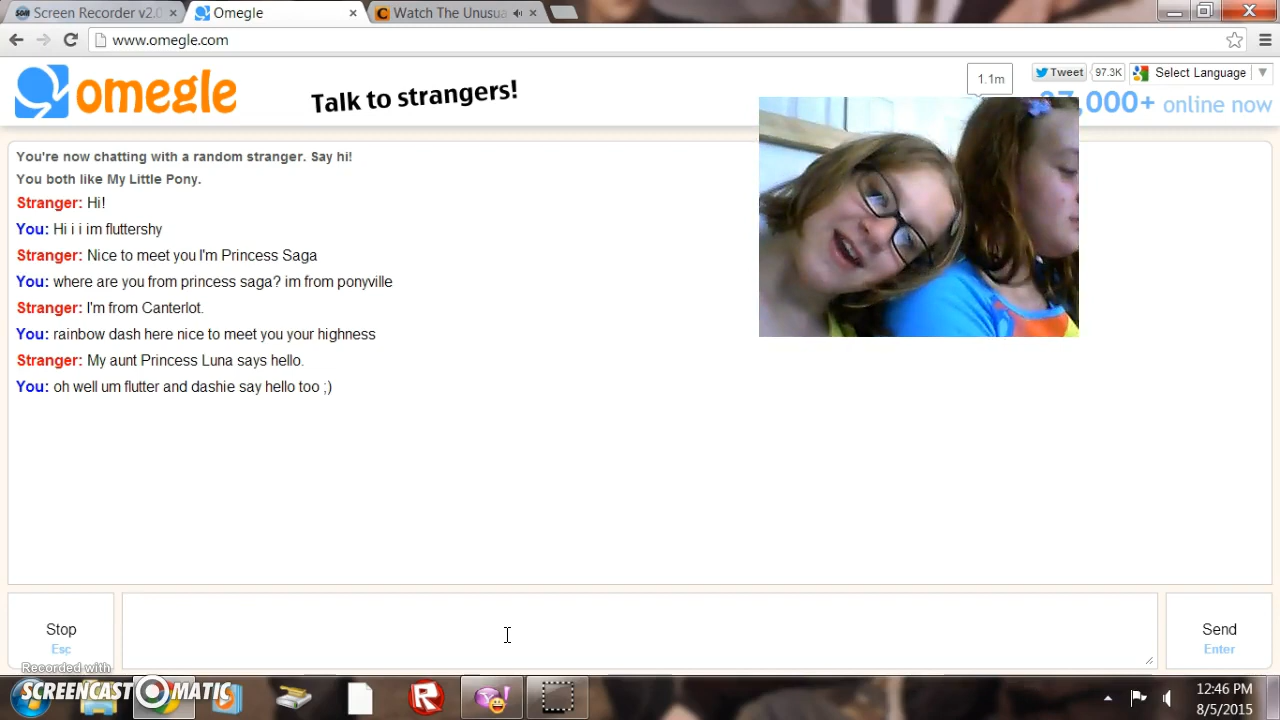 Screen Recorder v2.0
Omegle
Watch The Unusua
www.omegle.com
omegle
Talk to strangers!
1.1m
Tweet
97.3K
Select Language
,000+ online now
You're now chatting with a random stranger. Say hi!
You both like My Little Pony.
Stranger: Hi!
You: Hi i i im fluttershy
Stranger: Nice to meet you I'm Princess Saga
You: where are you from princess saga? im from ponyville
Stranger: I'm from Canterlot.
You: rainbow dash here nice to meet you your highness
Stranger: My aunt Princess Luna says hello.
You: oh well um flutter and dashie say hello too ;)
Stop
Esc
Send
Enter
Recorded with
SCREENCAST MATIC
12:46 PM
8/5/2015